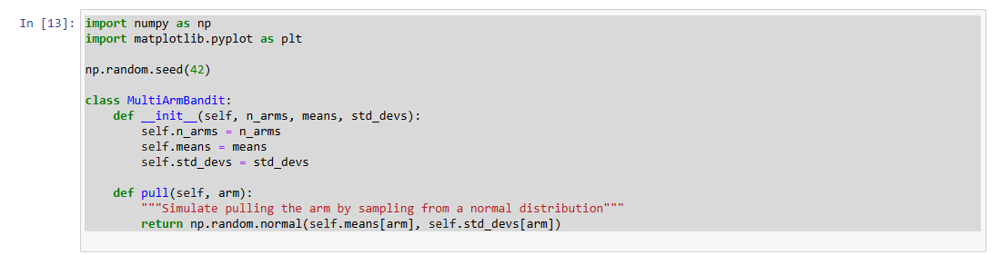 In [13]:
import numpy as np
import matplotlib.pyplot as plt
np.random.seed(42)
class MultiArmBandit:
    def __init__(self, n_arms, means, std_devs):
        self.n_arms = n_arms
        self.means = means
        self.std_devs = std_devs
    def pull(self, arm):
        """Simulate pulling the arm by sampling from a normal distribution"""
        return np.random.normal(self.means[arm], self.std_devs[arm])